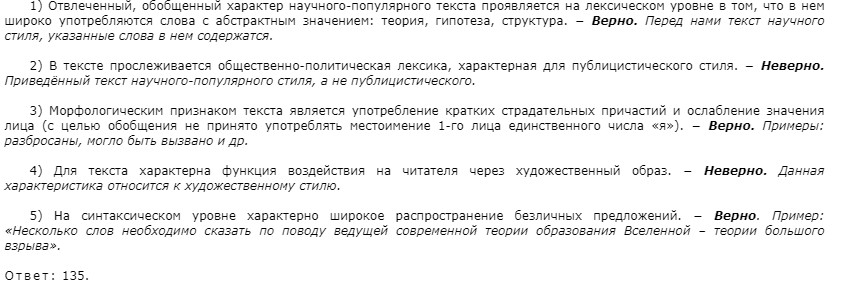 1) Отвлеченный, обобщенный характер научного-популярного текста проявляется на лексическом уровне в том, что в нем
широко употребляются слова с абстрактным значением: теория, гипотеза, структура. – Верно. Перед нами текст научного
стиля, указанные слова в нем содержатся.
2) В тексте прослеживается общественно-политическая лексика, характерная для публицистического стиля. – Неверно.
Приведённый текст научного-популярного стиля, а не публицистического.
3) Морфологическим признаком текста является употребление кратких страдательных причастий и ослабление значения
лица (с целью обобщения не принято употреблять местоимение 1-го лица единственного числа «я»). – Верно. Примеры:
разбросаны, могло быть вызвано и др.
4) Для текста характерна функция воздействия на читателя через художественный образ. – Неверно. Данная
характеристика относится к художественному стилю.
5) На синтаксическом уровне характерно широкое распространение безличных предложений. – Верно. Пример:
«Несколько слов необходимо сказать по поводу ведущей современной теории образования Вселенной – теории большого
взрыва».
Ответ: 135.